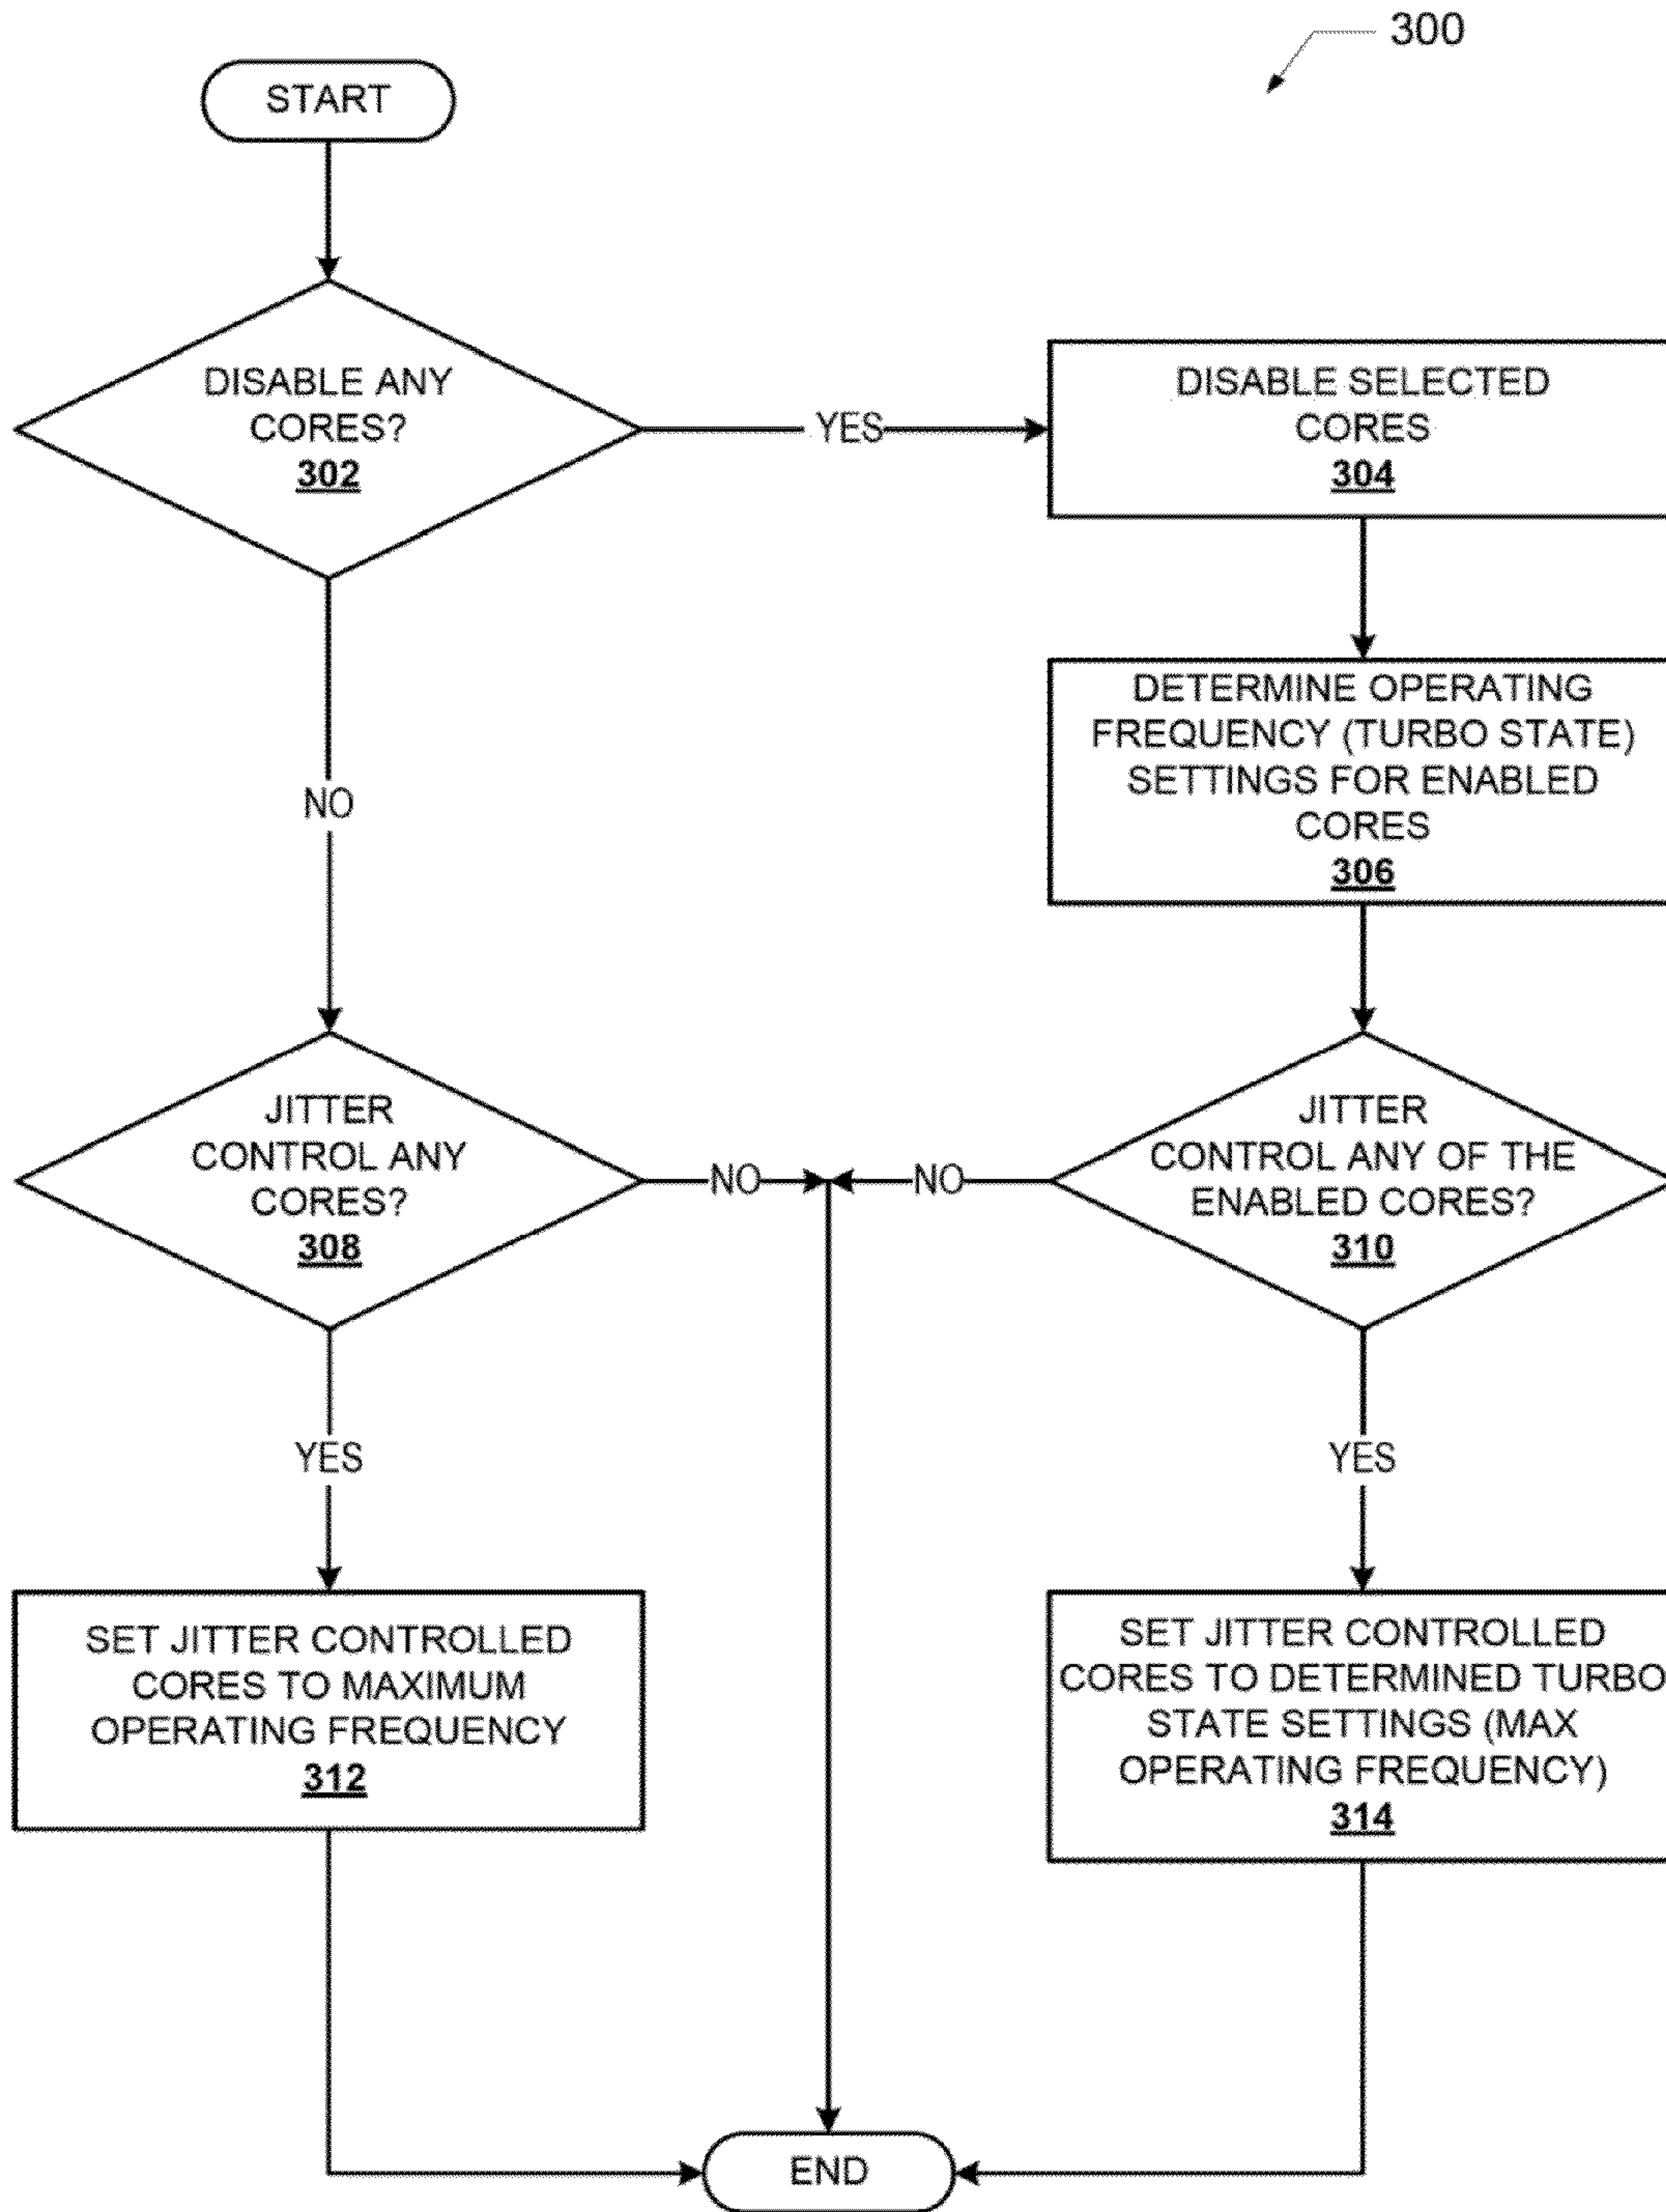 300
START
DISABLE ANY
CORES?
302
YES
DISABLE SELECTED
CORES
304
DETERMINE OPERATING
FREQUENCY (TURBO STATE)
SETTINGS FOR ENABLED
CORES
306
NO
JITTER
CONTROL ANY
CORES?
308
NO
NO
JITTER
CONTROL ANY OF THE
ENABLED CORES?
310
YES
YES
SET JITTER CONTROLLED
CORES TO MAXIMUM
OPERATING FREQUENCY
312
SET JITTER CONTROLLED
CORES TO DETERMINED TURBO
STATE SETTINGS (MAX
OPERATING FREQUENCY)
314
END